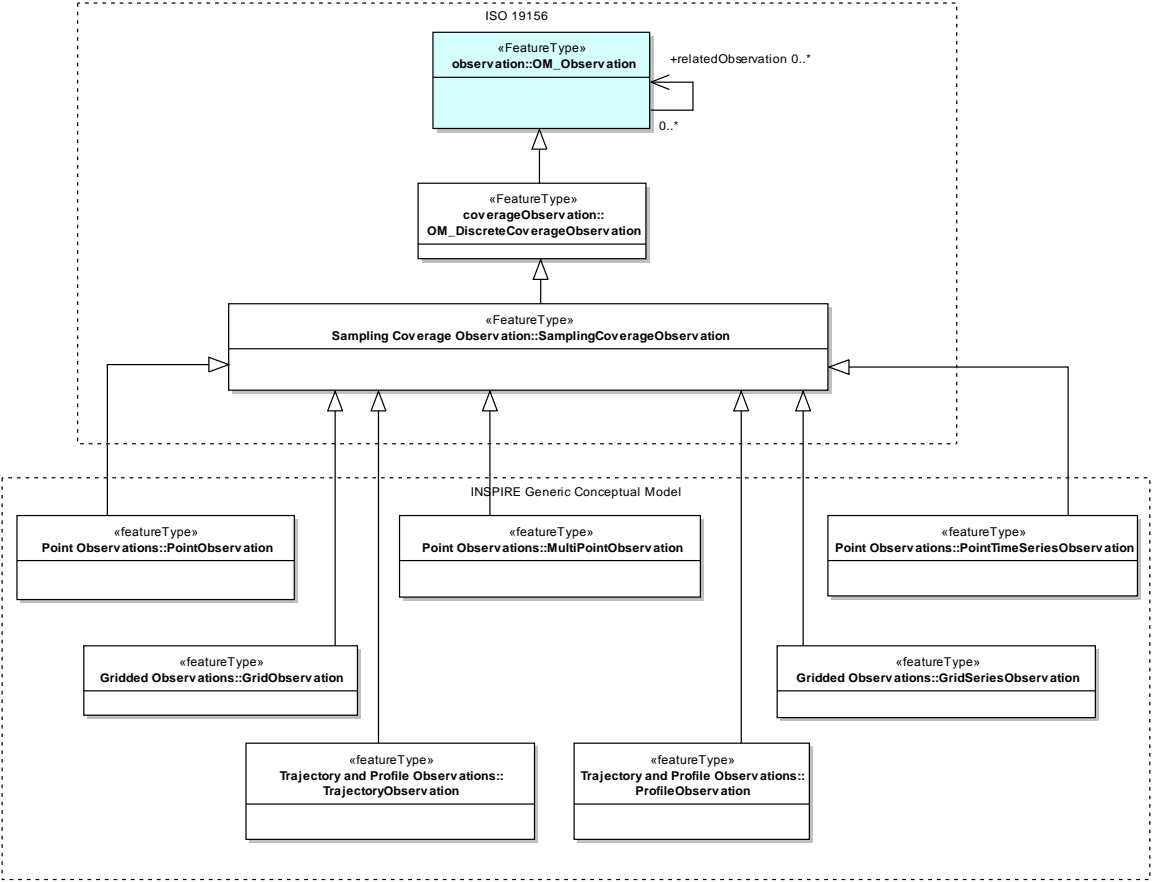 ISO 19156
«FeatureType»
observation::OM_Observation
+relatedObservation 0..*
0..*
«FeatureType»
coverageObservation::
OM_DiscreteCoverageObservation
«FeatureType»
Sampling Coverage Observation::SamplingCoverageObservation
INSPIRE Generic Conceptual Model
«featureType»
Point Observations::PointObservation
«featureType»
Point Observations::MultiPointObservation
«featureType»
Point Observations::PointTimeSeriesObservation
«featureType»
Gridded Observations::GridObservation
«featureType»
Gridded Observations::GridSeriesObservation
«featureType»
Trajectory and Profile Observations::
TrajectoryObservation
«featureType»
Trajectory and Profile Observations::
ProfileObservation